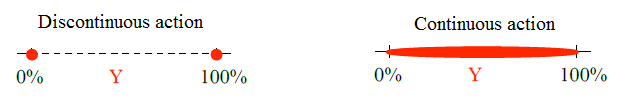 Discontinuous action
0% Y 100%
Continuous action
0% Y 100%